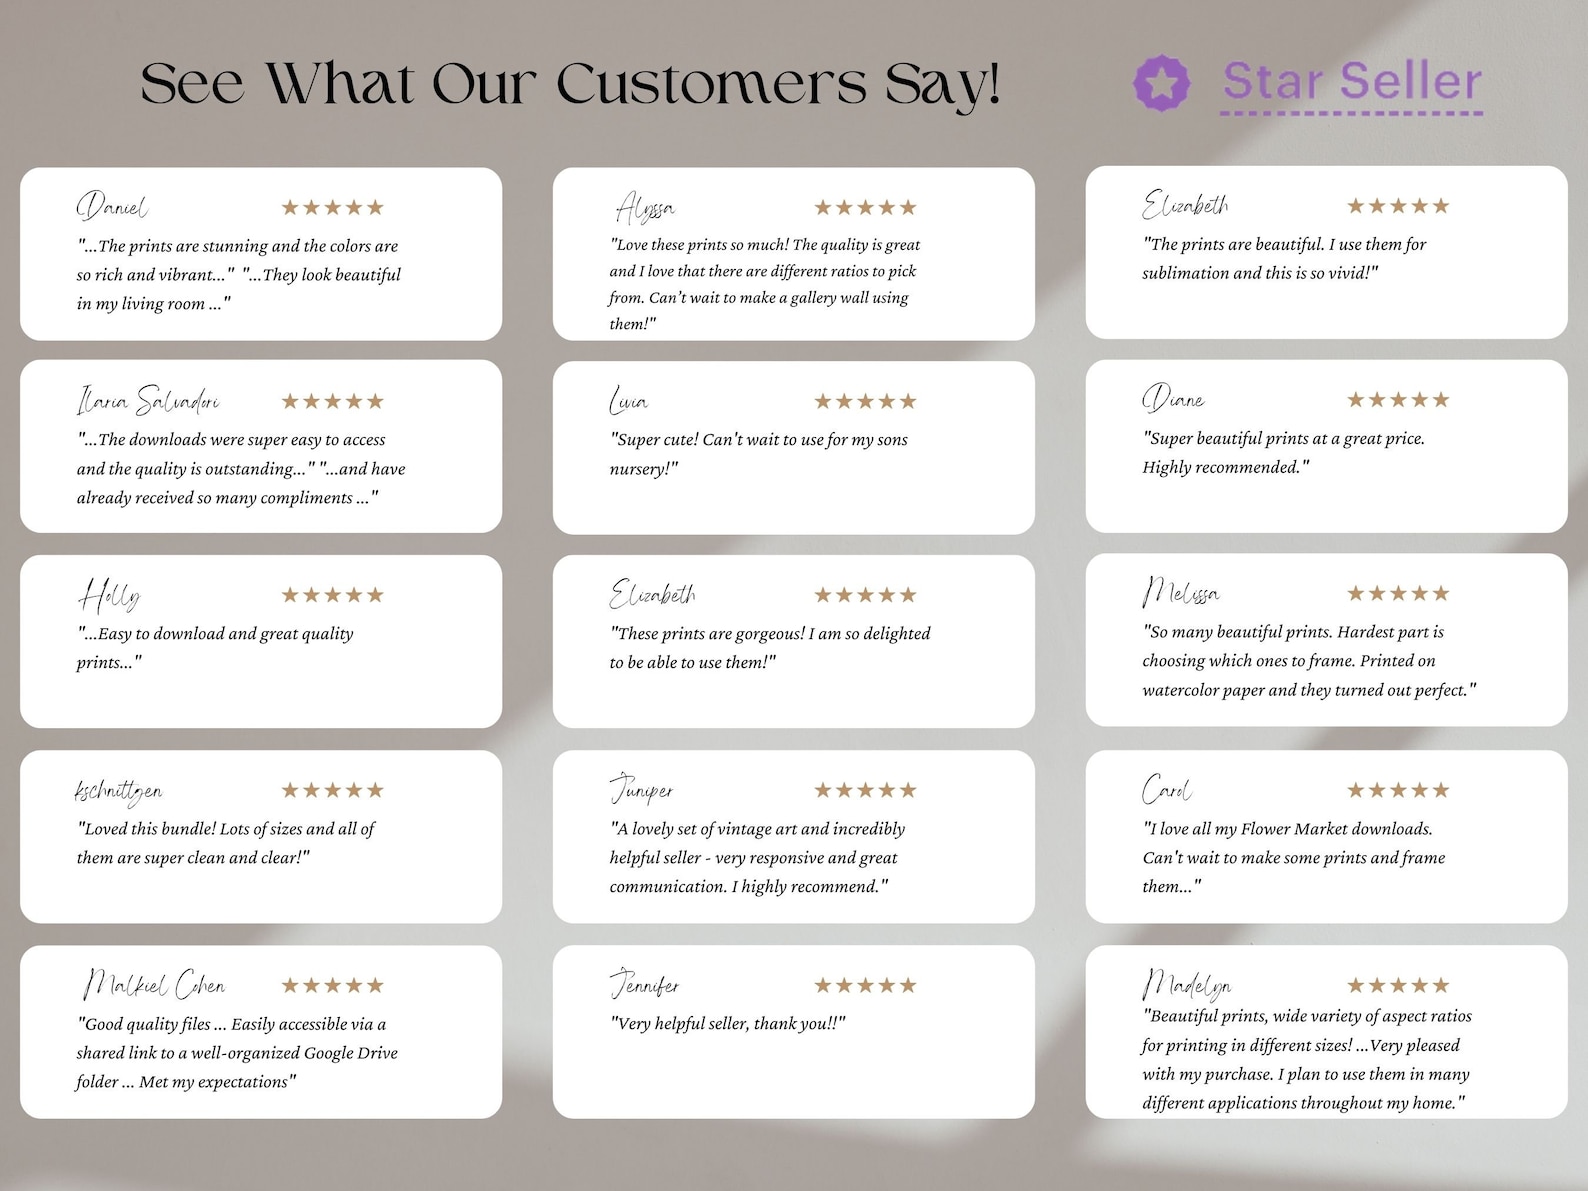 See What Our Customers Say!
Star Seller
Daniel
"...The prints are stunning and the colors are
so rich and vibrant..." "...They look beautiful
in my living room ..."
Alyssa
"Love these prints so much! The quality is great
and I love that there are different ratios to pick
from. Can't wait to make a gallery wall using
them!"
Elizabeth
"The prints are beautiful. I use them for
sublimation and this is so vivid!"
Ilaria Salvadori
"...The downloads were super easy to access
and the quality is outstanding..." "...and have
already received so many compliments ..."
Livia
"Super cute! Can't wait to use for my sons
nursery!"
Diane
"Super beautiful prints at a great price.
Highly recommended."
Holly
"...Easy to download and great quality
prints..."
Elizabeth
"These prints are gorgeous! I am so delighted
to be able to use them!"
Melissa
"So many beautiful prints. Hardest part is
choosing which ones to frame. Printed on
watercolor paper and they turned out perfect."
kschnittgen
"Loved this bundle! Lots of sizes and all of
them are super clean and clear!"
Juniper
"A lovely set of vintage art and incredibly
helpful seller - very responsive and great
communication. I highly recommend."
Carol
"I love all my Flower Market downloads.
Can't wait to make some prints and frame
them..."
Malkiel Cohen
"Good quality files ... Easily accessible via a
shared link to a well-organized Google Drive
folder ... Met my expectations"
Jennifer
"Very helpful seller, thank you!!"
Madelyn
"Beautiful prints, wide variety of aspect ratios
for printing in different sizes! ...Very pleased
with my purchase. I plan to use them in many
different applications throughout my home."